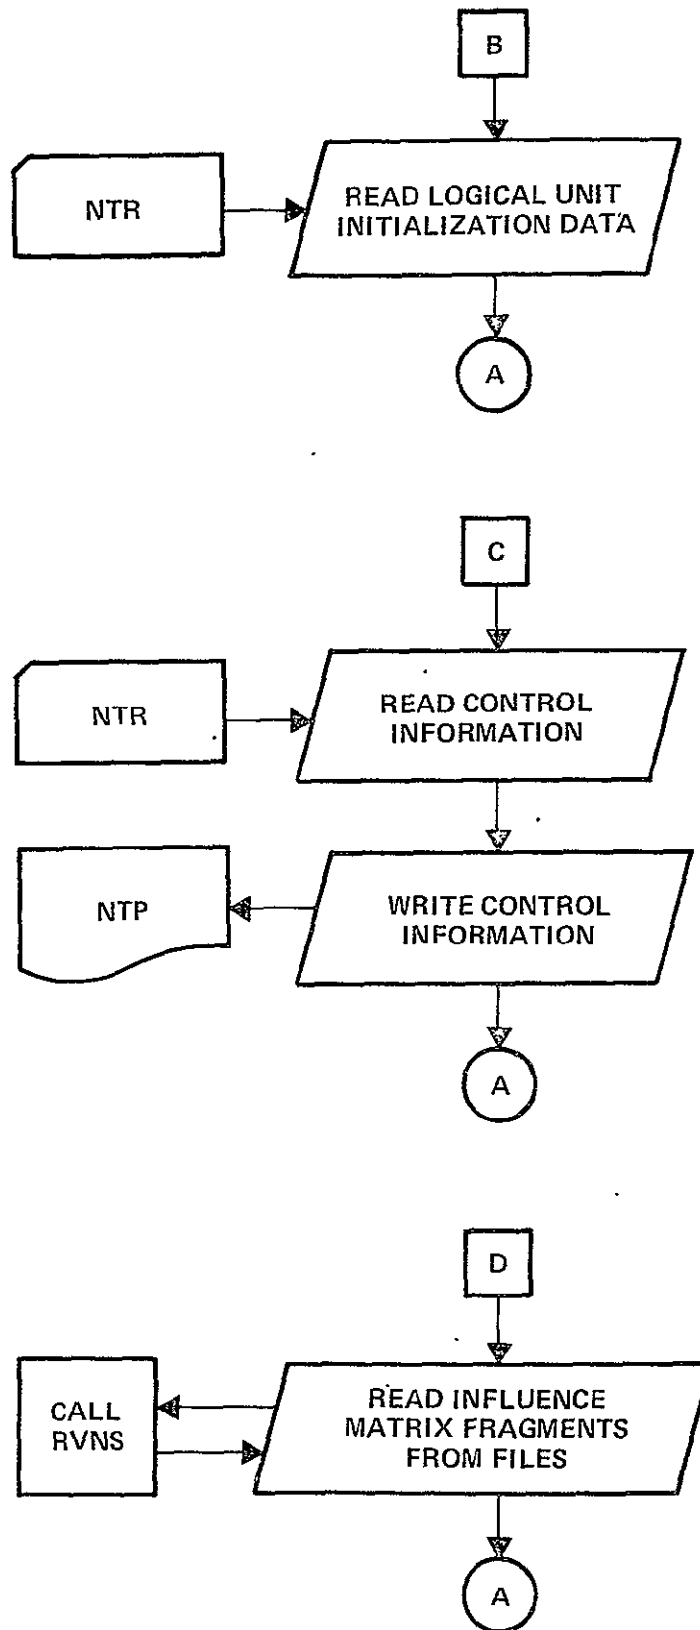 B
NTR
READ LOGICAL UNIT
INITIALIZATION DATA
A
C
NTR
READ CONTROL
INFORMATION
NTP
WRITE CONTROL
INFORMATION
A
D
CALL
RVNS
READ INFLUENCE
MATRIX FRAGMENTS
FROM FILES
A